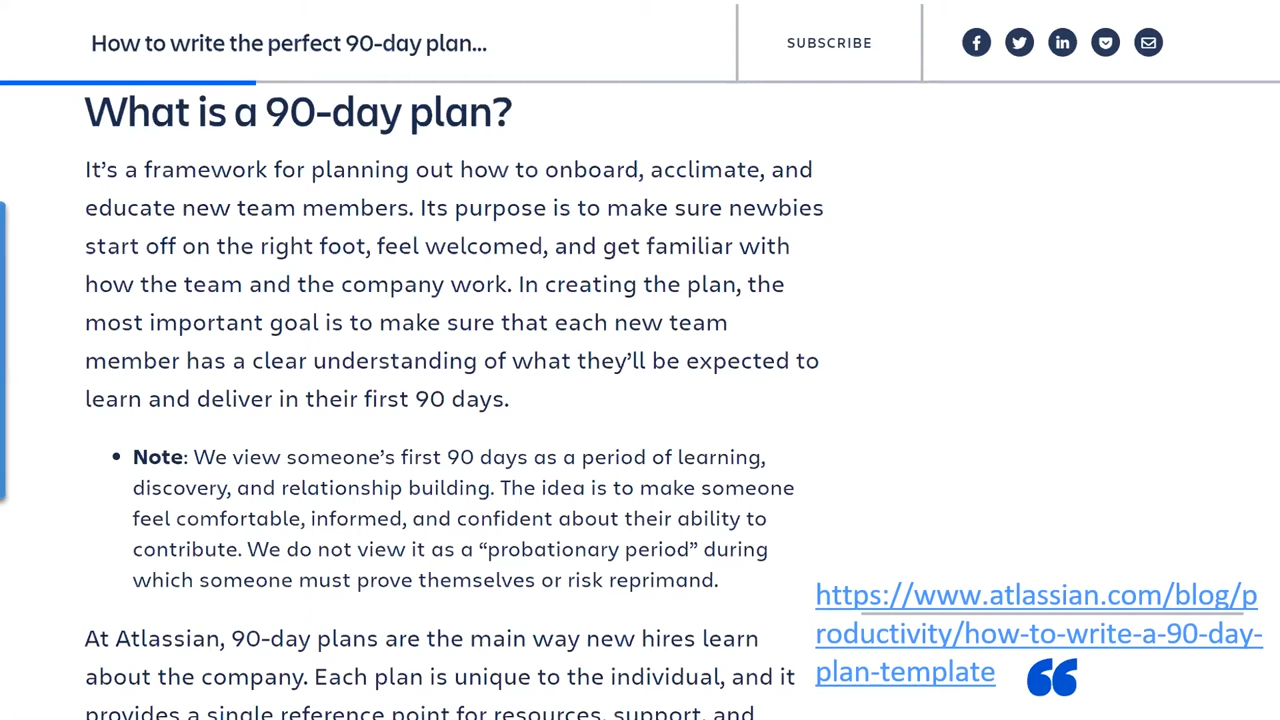 How to write the perfect 90-day plan...
SUBSCRIBE
What is a 90-day plan?
It’s a framework for planning out how to onboard, acclimate, and
educate new team members. Its purpose is to make sure newbies
start off on the right foot, feel welcomed, and get familiar with
how the team and the company work. In creating the plan, the
most important goal is to make sure that each new team
member has a clear understanding of what they’ll be expected to
learn and deliver in their first 90 days.
• Note: We view someone’s first 90 days as a period of learning,
discovery, and relationship building. The idea is to make someone
feel comfortable, informed, and confident about their ability to
contribute. We do not view it as a “probationary period” during
which someone must prove themselves or risk reprimand.
At Atlassian, 90-day plans are the main way new hires learn
about the company. Each plan is unique to the individual, and it
provides a single reference point for resources, support, and
https://www.atlassian.com/blog/p
roductivity/how-to-write-a-90-day-
plan-template